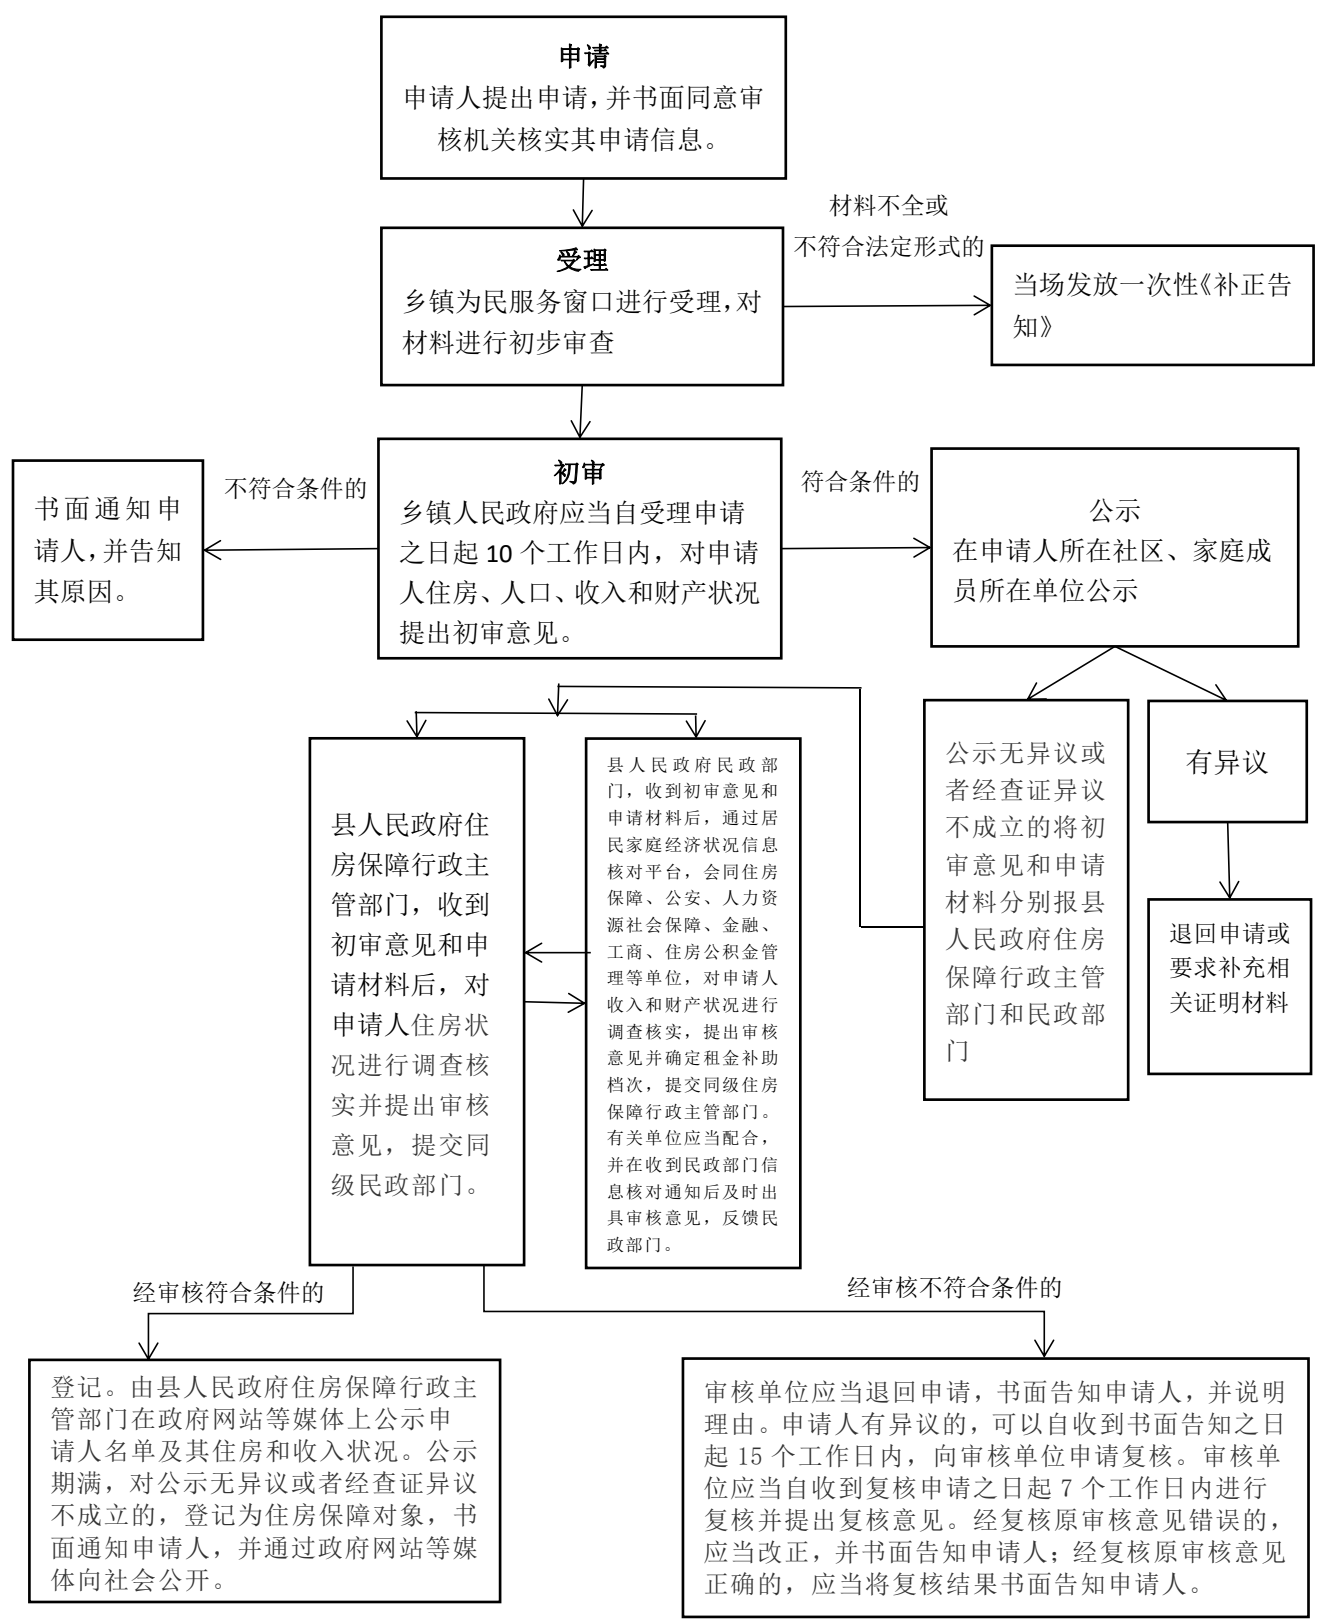 申请
申请人提出申请，并书面同意审
核机关核实其申请信息。
材料不全或
不符合法定形式的
受理
乡镇为民服务窗口进行受理，对
材料进行初步审查
当场发放一次性《补正告
知》
不符合条件的
书面通知申
请人，并告知
其原因。
初审
乡镇人民政府应当自受理申请
之日起 10 个工作日内，对申请
人住房、人口、收入和财产状况
提出初审意见。
符合条件的
公示
在申请人所在社区、家庭成
员所在单位公示
县人民政府住
房保障行政主
管部门，收到
初审意见和申
请材料后，对
申请人住房状
况进行调查核
实并提出审核
意见，提交同
级民政部门。
县人民政府民政部
门，收到初审意见和
申请材料后，通过居
民家庭经济状况信息
核对平台，会同住房
保障、公安、人力资
源社会保障、金融、
工商、住房公积金管
理等单位，对申请人
收入和财产状况进行
调查核实，提出审核
意见并确定租金补助
档次，提交同级住房
保障行政主管部门。
有关单位应当配合，
并在收到民政部门信
息核对通知后及时出
具审核意见，反馈民
政部门。
公示无异议或
者经查证异议
不成立的将初
审意见和申请
材料分别报县
人民政府住房
保障行政主管
部门和民政部
门
有异议
退回申请或
要求补充相
关证明材料
经审核符合条件的
经审核不符合条件的
登记。由县人民政府住房保障行政主
管部门在政府网站等媒体上公示申
请人名单及其住房和收入状况。公示
期满，对公示无异议或者经查证异议
不成立的，登记为住房保障对象，书
面通知申请人，并通过政府网站等媒
体向社会公开。
审核单位应当退回申请，书面告知申请人，并说明
理由。申请人有异议的，可以自收到书面告知之日
起 15 个工作日内，向审核单位申请复核。审核单
位应当自收到复核申请之日起 7 个工作日内进行
复核并提出复核意见。经复核原审核意见错误的，
应当改正，并书面告知申请人；经复核原审核意见
正确的，应当将复核结果书面告知申请人。